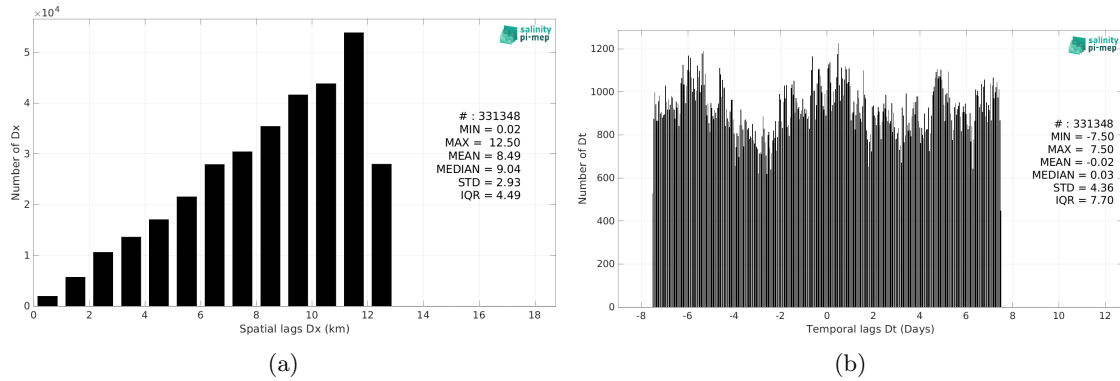 ×10⁴
salinity
pi-mep
5
4
3
2
1
0
Number of Dx
# : 331348
MIN = 0.02
MAX = 12.50
MEAN = 8.49
MEDIAN = 9.04
STD = 2.93
IQR = 4.49
0 2 4 6 8 10 12 14 16 18
Spatial lags Dx (km)
(a)
salinity
pi-mep
1200
1000
800
600
400
200
0
Number of Dt
# : 331348
MIN = -7.50
MAX = 7.50
MEAN = -0.02
MEDIAN = 0.03
STD = 4.36
IQR = 7.70
-8 -6 -4 -2 0 2 4 6 8 10 12
Temporal lags Dt (Days)
(b)